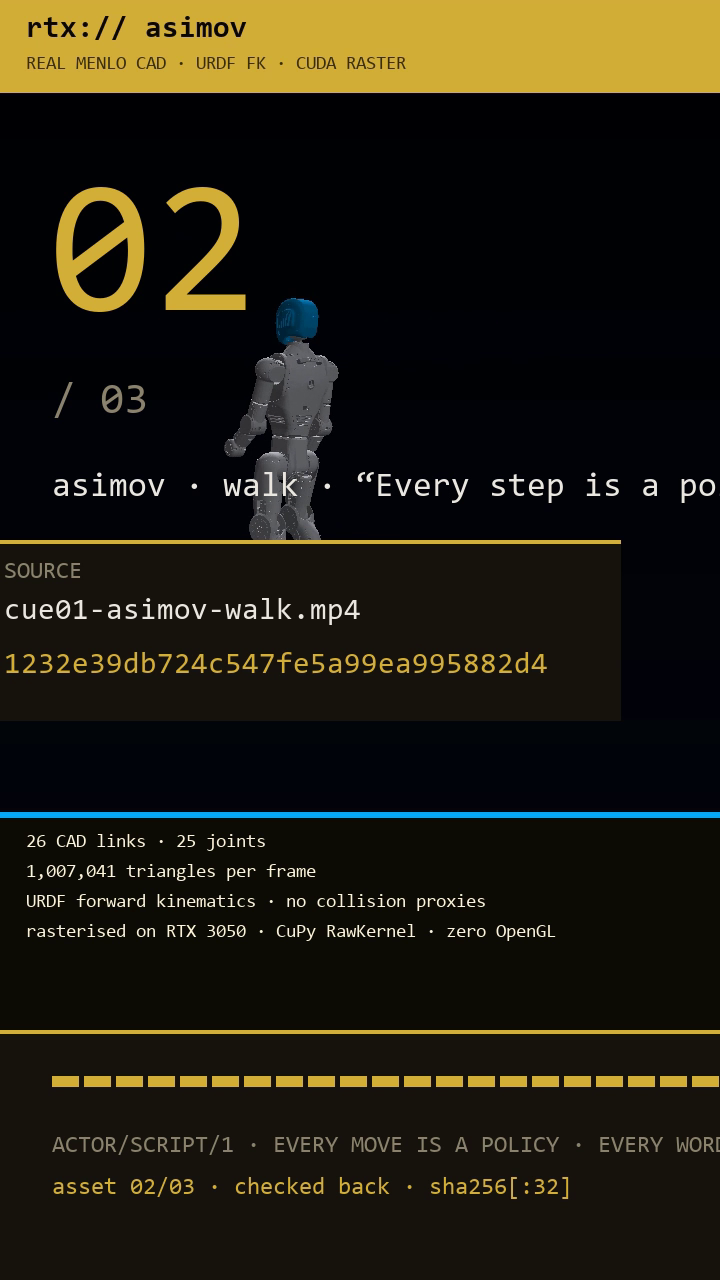 rtx:// asimov
REAL MENLO CAD · URDF FK · CUDA RASTER
02
/ 03
asimov · walk · “Every step is a po
SOURCE
cue01-asimov-walk.mp4
1232e39db724c547fe5a99ea995882d4
26 CAD links · 25 joints
1,007,041 triangles per frame
URDF forward kinematics · no collision proxies
rasterised on RTX 3050 · CuPy RawKernel · zero OpenGL
ACTOR/SCRIPT/1 · EVERY MOVE IS A POLICY · EVERY WORD
asset 02/03 · checked back · sha256[:32]